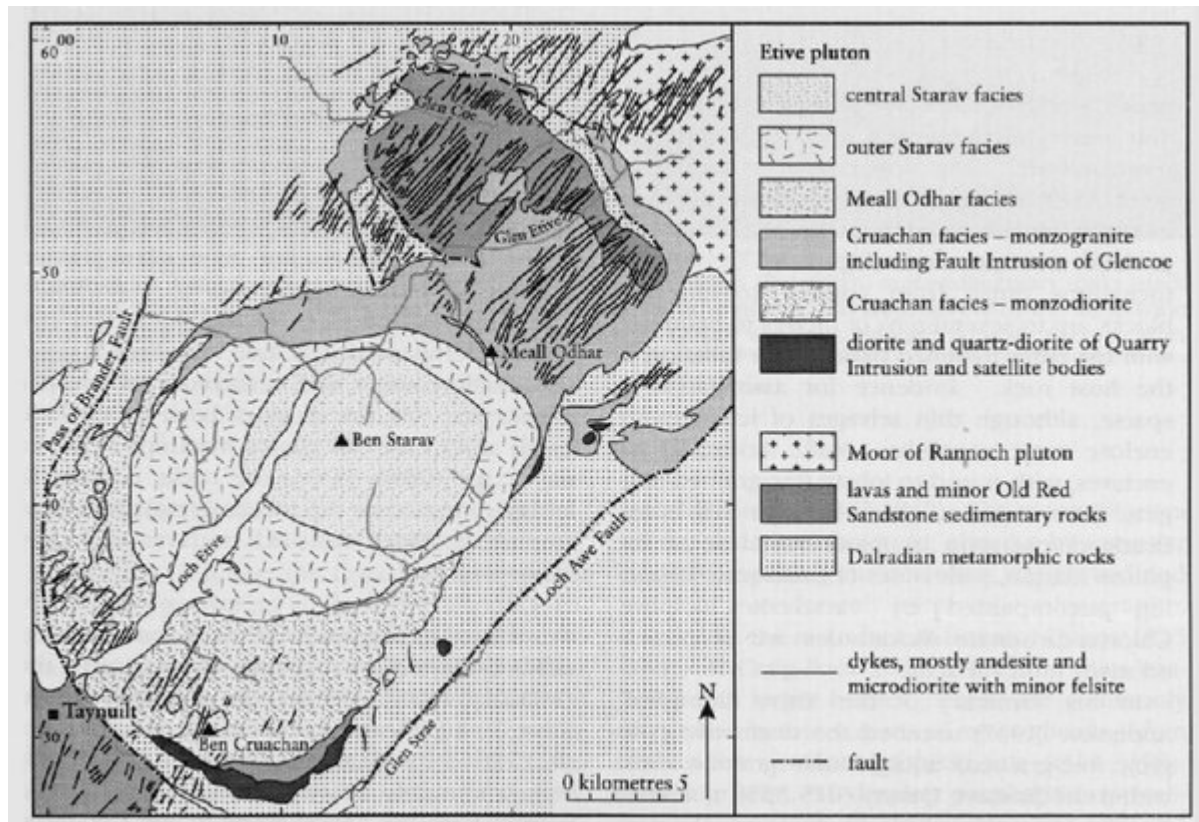 00
10
20
60
50
40
30
Glen Coe
Glen Etive
Meall Odhar
Pass of Brander Fault
Ben Starav
Loch Etive
Loch Awe Fault
Taynuilt
Ben Cruachan
Glen Strae
N
0 kilometres 5
Etive pluton
central Starav facies
outer Starav facies
Meall Odhar facies
Cruachan facies – monzogranite
including Fault Intrusion of Glencoe
Cruachan facies – monzodiorite
diorite and quartz-diorite of Quarry
Intrusion and satellite bodies
Moor of Rannoch pluton
lavas and minor Old Red
Sandstone sedimentary rocks
Dalradian metamorphic rocks
dykes, mostly andesite and
microdiorite with minor felsite
fault